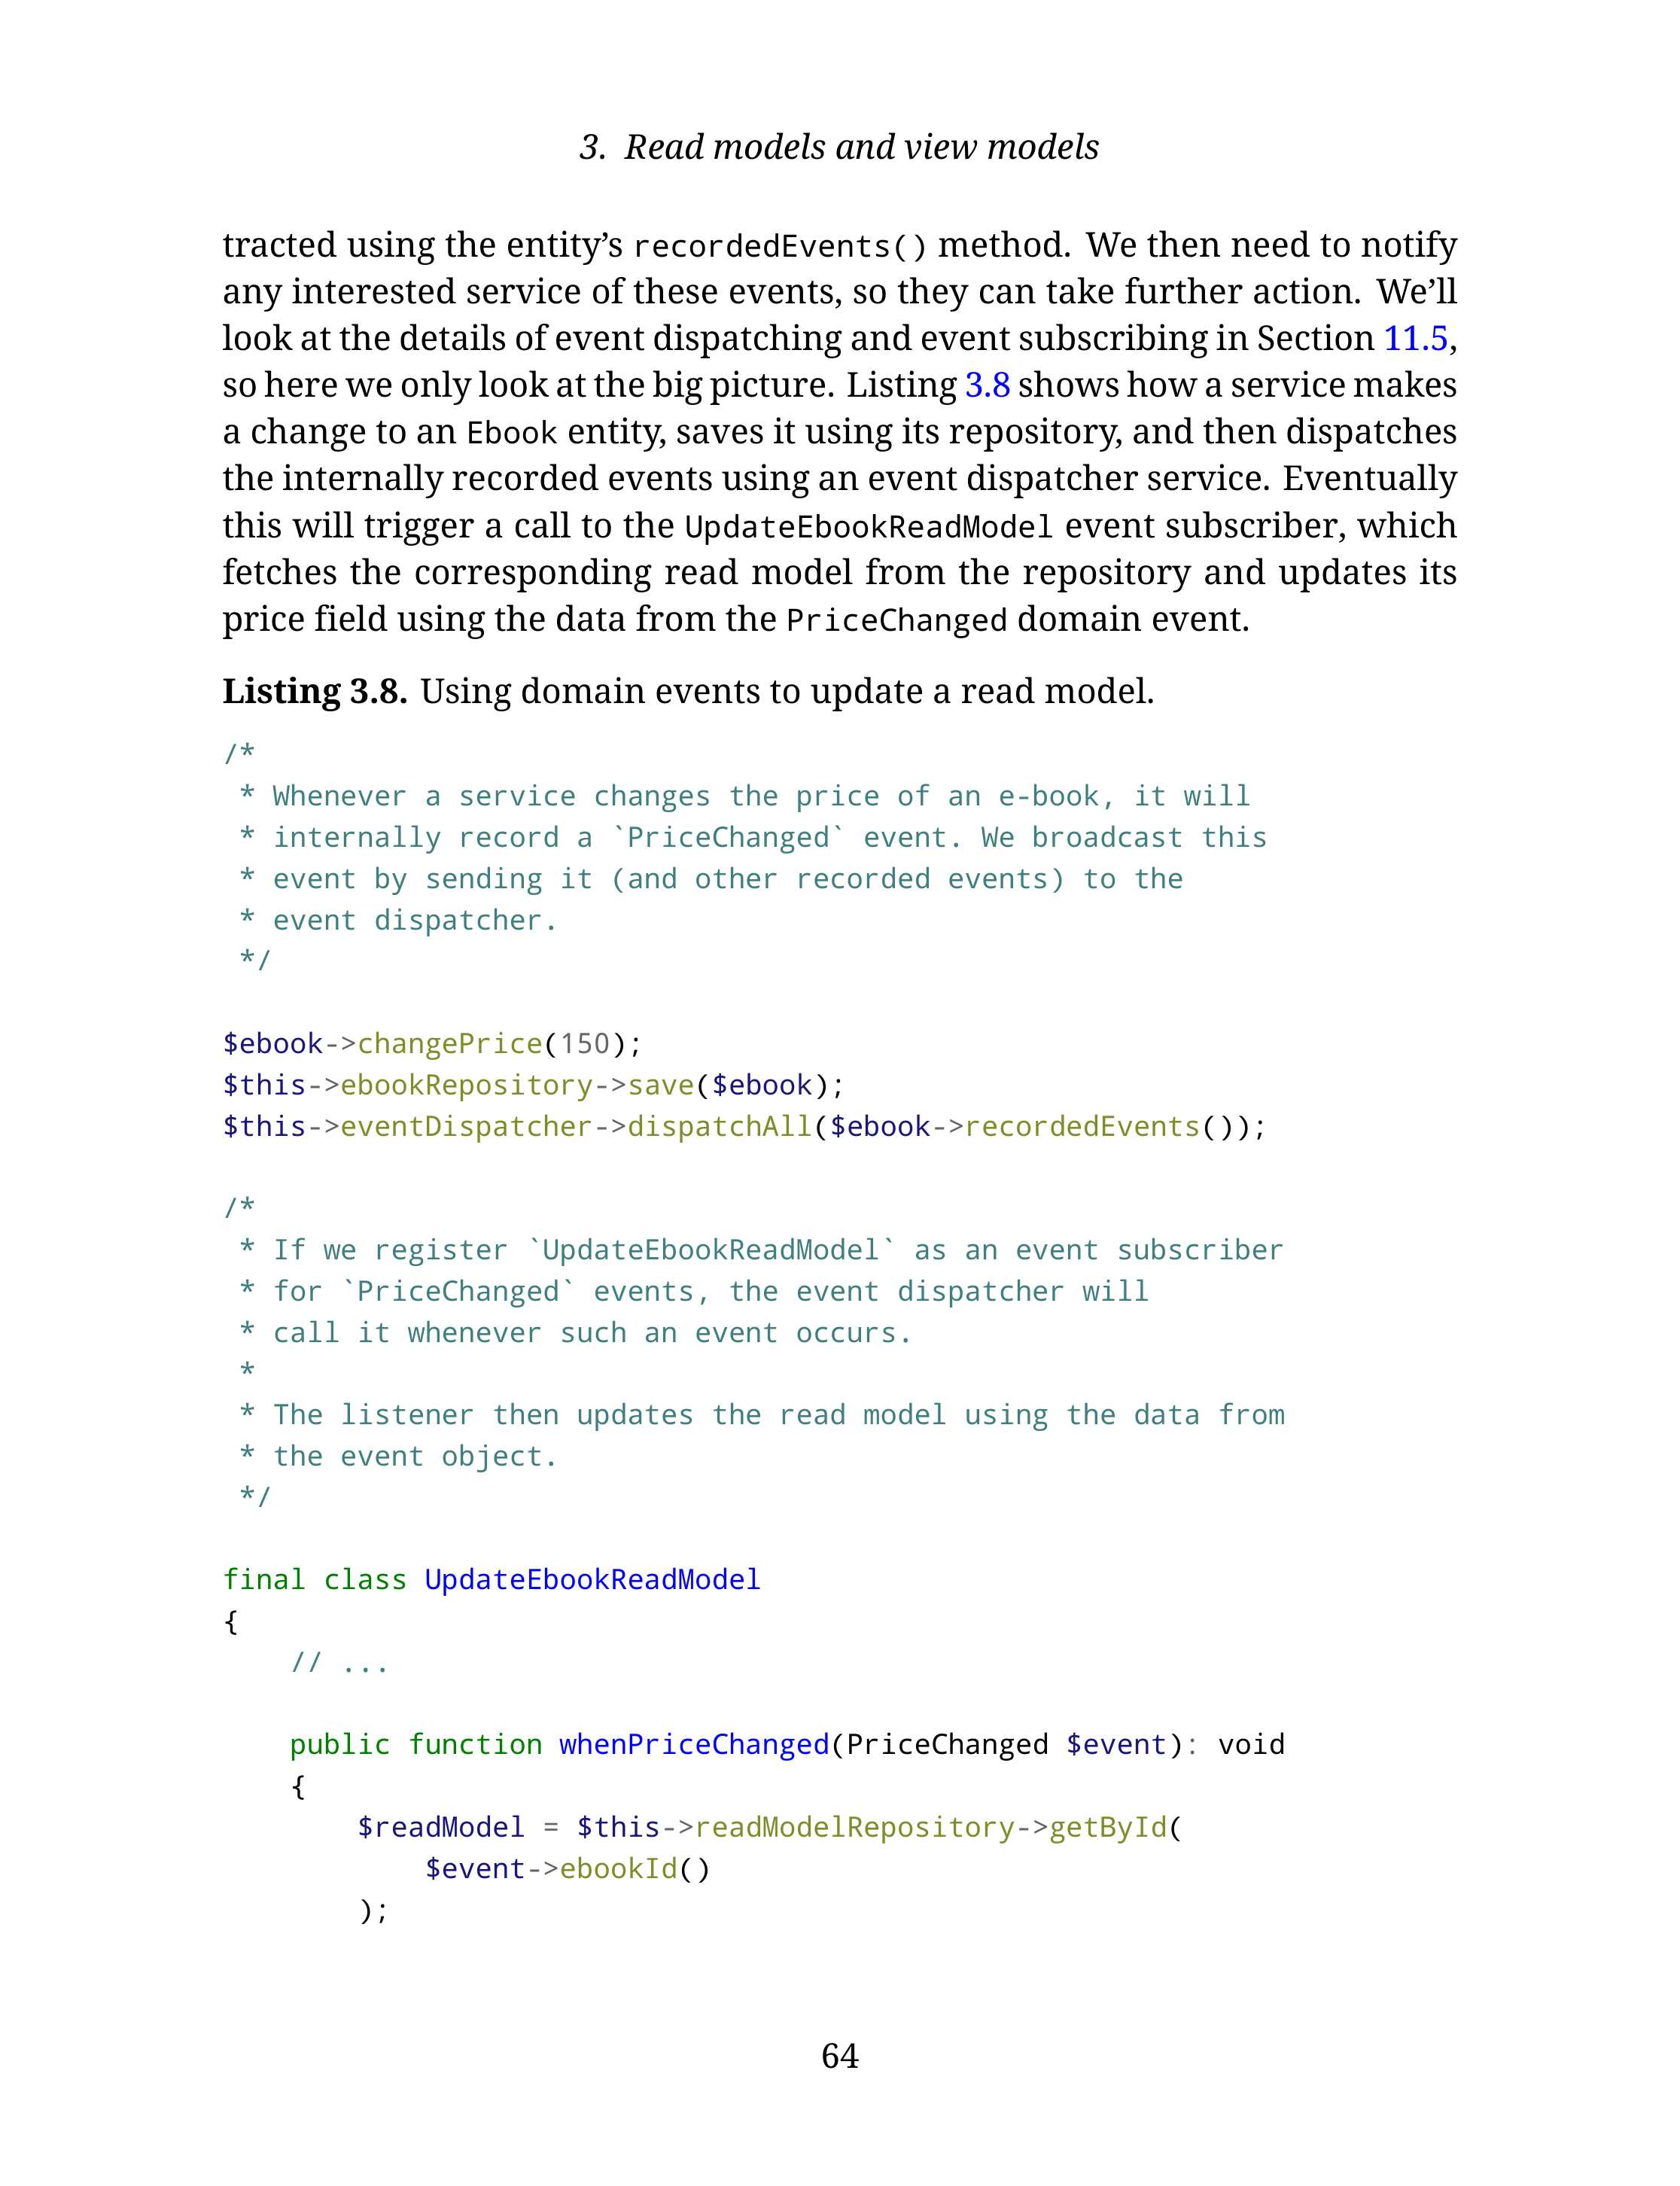 3. Read models and view models
tracted using the entity’s recordedEvents() method. We then need to notify
any interested service of these events, so they can take further action. We’ll
look at the details of event dispatching and event subscribing in Section 11.5,
so here we only look at the big picture. Listing 3.8 shows how a service makes
a change to an Ebook entity, saves it using its repository, and then dispatches
the internally recorded events using an event dispatcher service. Eventually
this will trigger a call to the UpdateEbookReadModel event subscriber, which
fetches the corresponding read model from the repository and updates its
price field using the data from the PriceChanged domain event.
Listing 3.8. Using domain events to update a read model.
/*
 * Whenever a service changes the price of an e-book, it will
 * internally record a `PriceChanged` event. We broadcast this
 * event by sending it (and other recorded events) to the
 * event dispatcher.
 */
$ebook->changePrice(150);
$this->ebookRepository->save($ebook);
$this->eventDispatcher->dispatchAll($ebook->recordedEvents());
/*
 * If we register `UpdateEbookReadModel` as an event subscriber
 * for `PriceChanged` events, the event dispatcher will
 * call it whenever such an event occurs.
 *
 * The listener then updates the read model using the data from
 * the event object.
 */
final class UpdateEbookReadModel
{
    // ...
    public function whenPriceChanged(PriceChanged $event): void
    {
        $readModel = $this->readModelRepository->getById(
            $event->ebookId()
        );
64